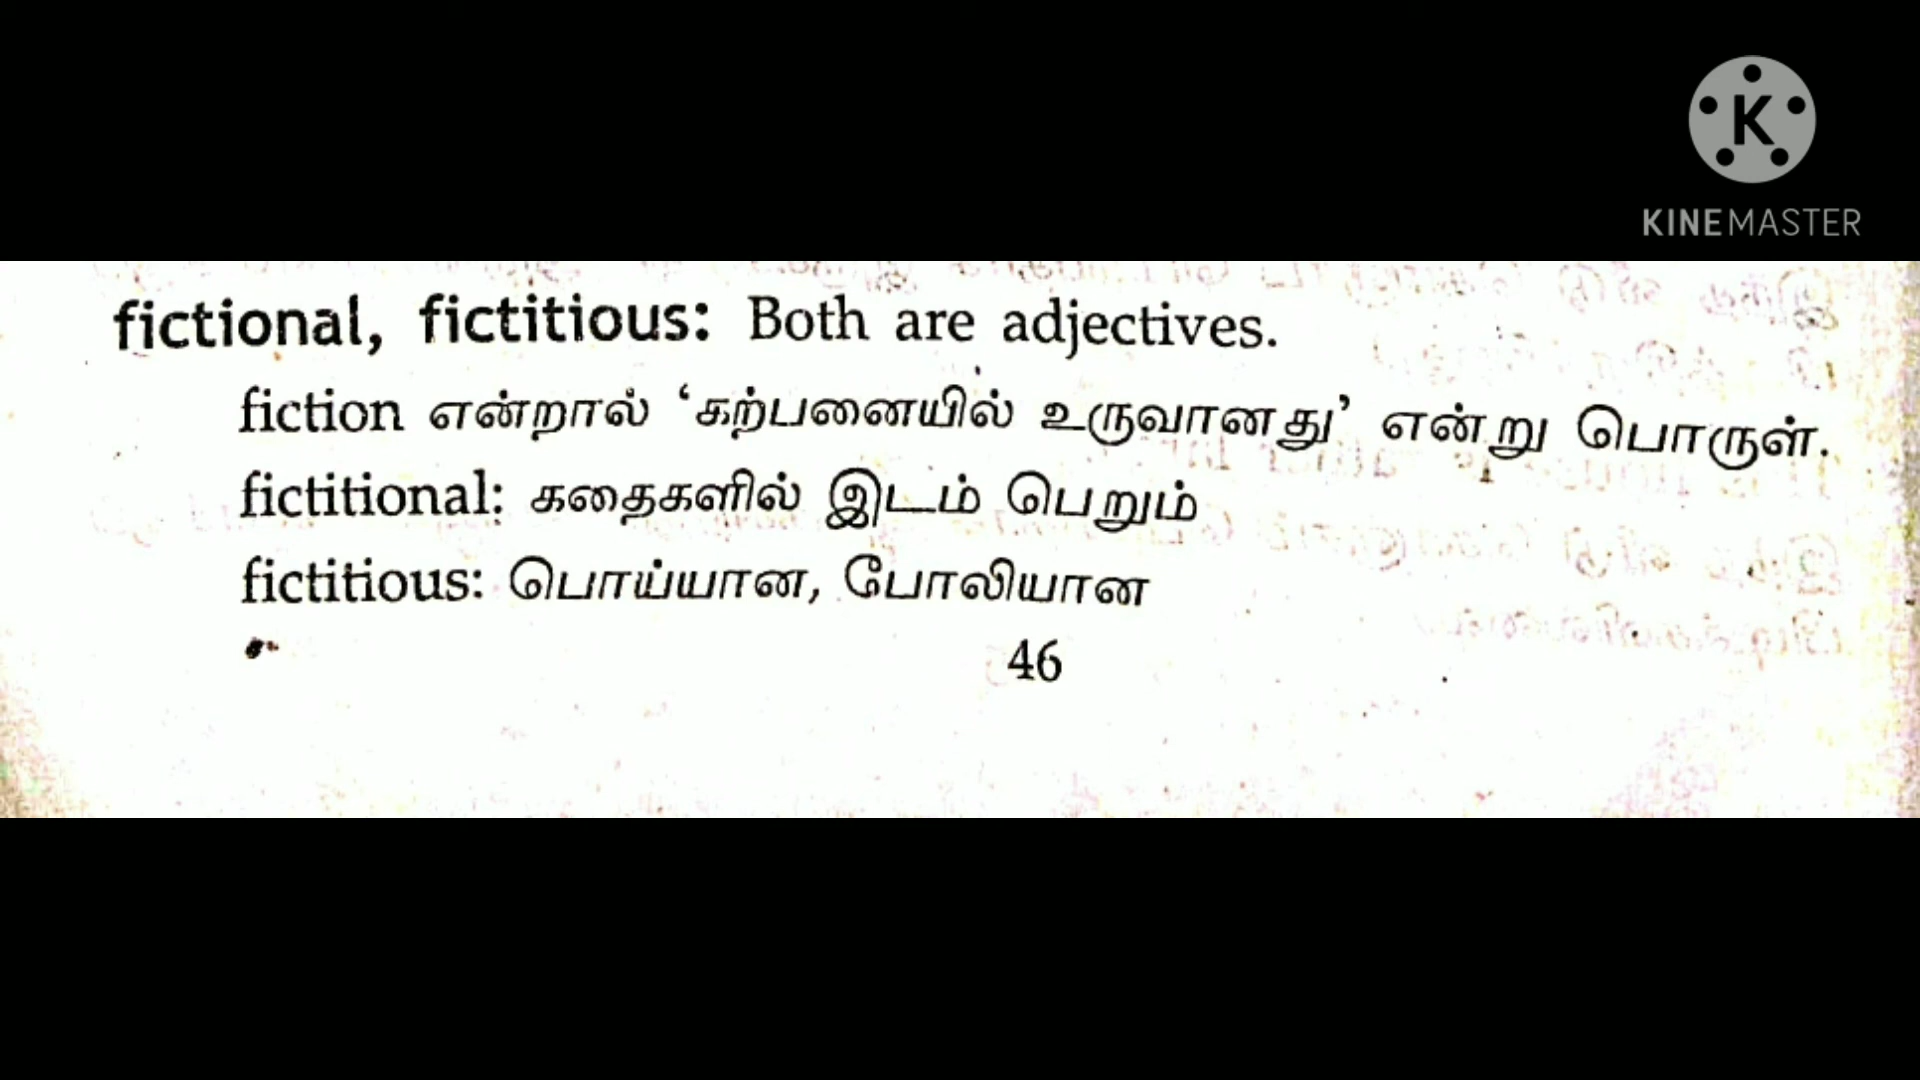 K
KINEMASTER
fictional, fictitious: Both are adjectives.
fiction என்றால் ‘கற்பனையில் உருவானது’ என்று பொருள்.
fictitional: கதைகளில் இடம் பெறும்
fictitious: பொய்யான, போலியான
46